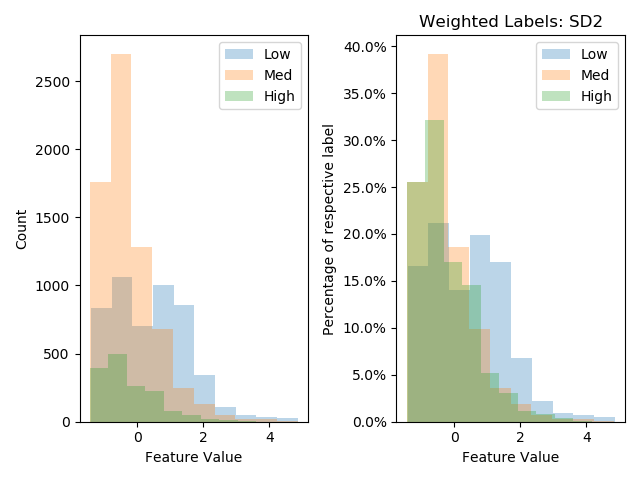 Weighted Labels: SD2
Count
2500
2000
1500
1000
500
0
0 2 4
Feature Value
Low
Med
High
Percentage of respective label
40.0%
35.0%
30.0%
25.0%
20.0%
15.0%
10.0%
5.0%
0.0%
0 2 4
Feature Value
Low
Med
High